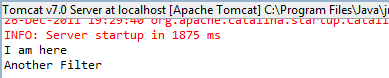 Tomcat v7.0 Server at localhost [Apache Tomcat] C:\Program Files\Java\jr
26-Dec-2011 19:29:40 org.apache.catalina.startup.Catali
INFO: Server startup in 1875 ms
I am here
Another Filter